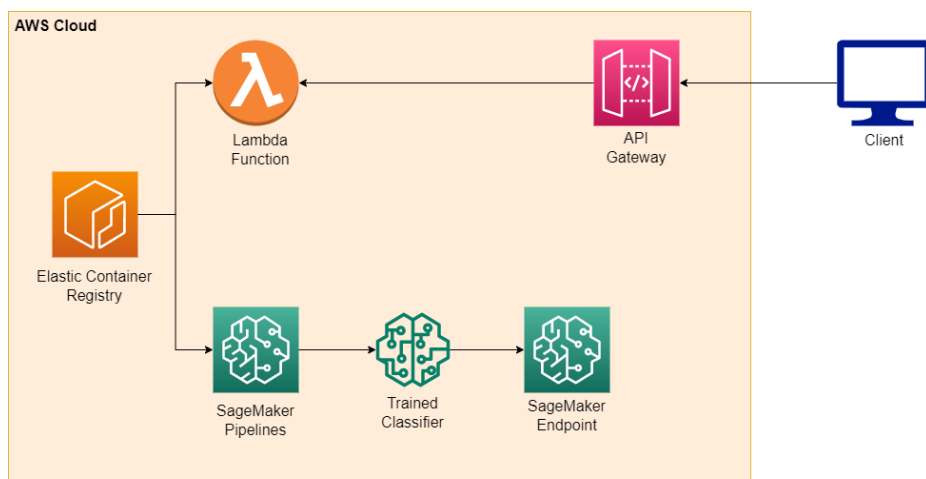 AWS Cloud
Lambda
Function
API
Gateway
Client
Elastic Container
Registry
SageMaker
Pipelines
Trained
Classifier
SageMaker
Endpoint